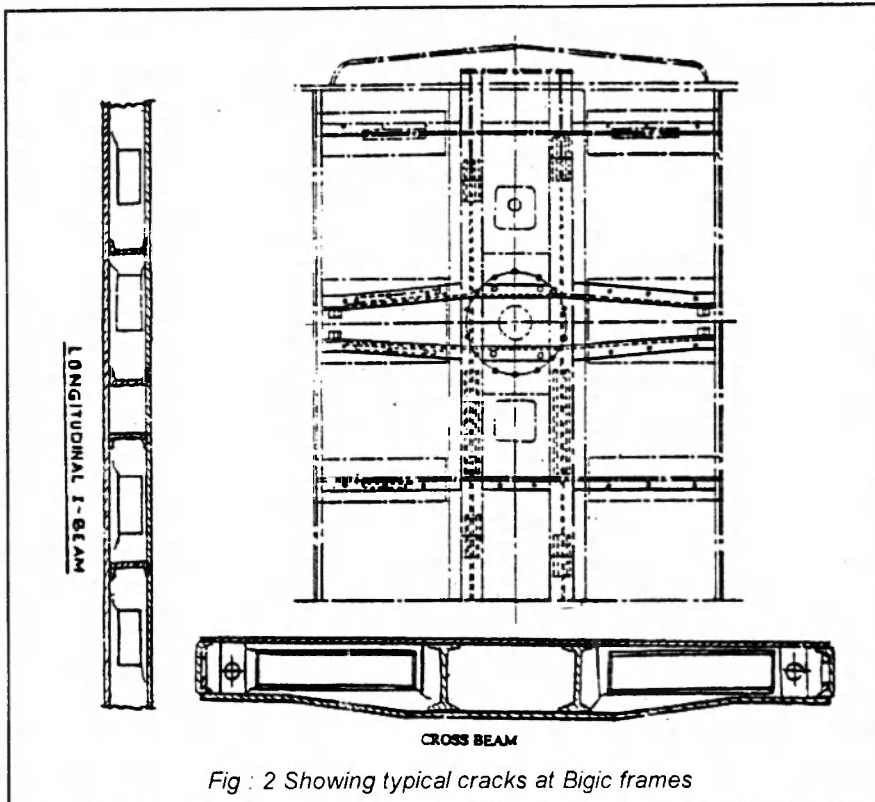 LONGITUDINAL I-BEAM
CROSS BEAM
Fig : 2 Showing typical cracks at Bigic frames